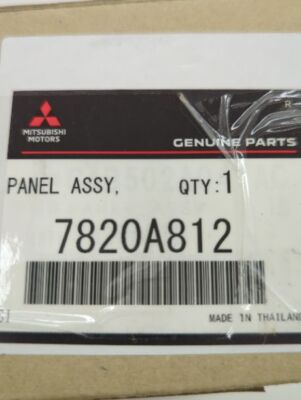 MITSUBISHI
MOTORS
GENUINE PARTS
PANEL ASSY, QTY:1
7820A812
MADE IN THAILAND